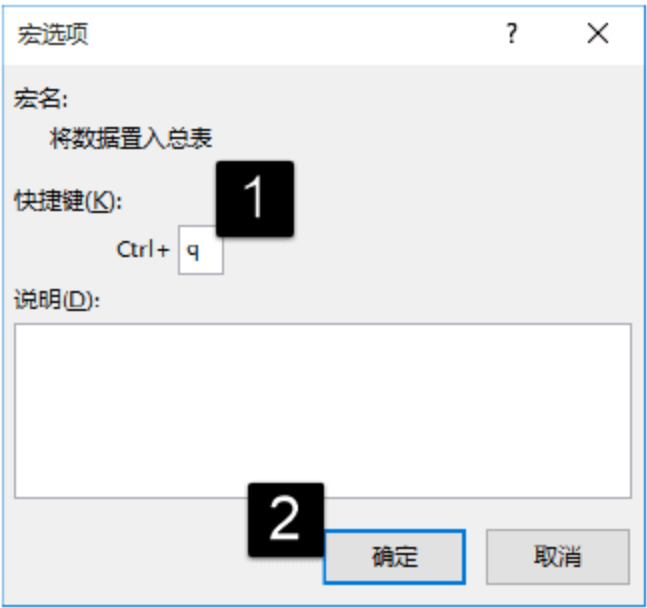 宏选项 ?
宏名:
将数据置入总表
1
快捷键(K):
Ctrl+ q
说明(D):
2
确定 取消